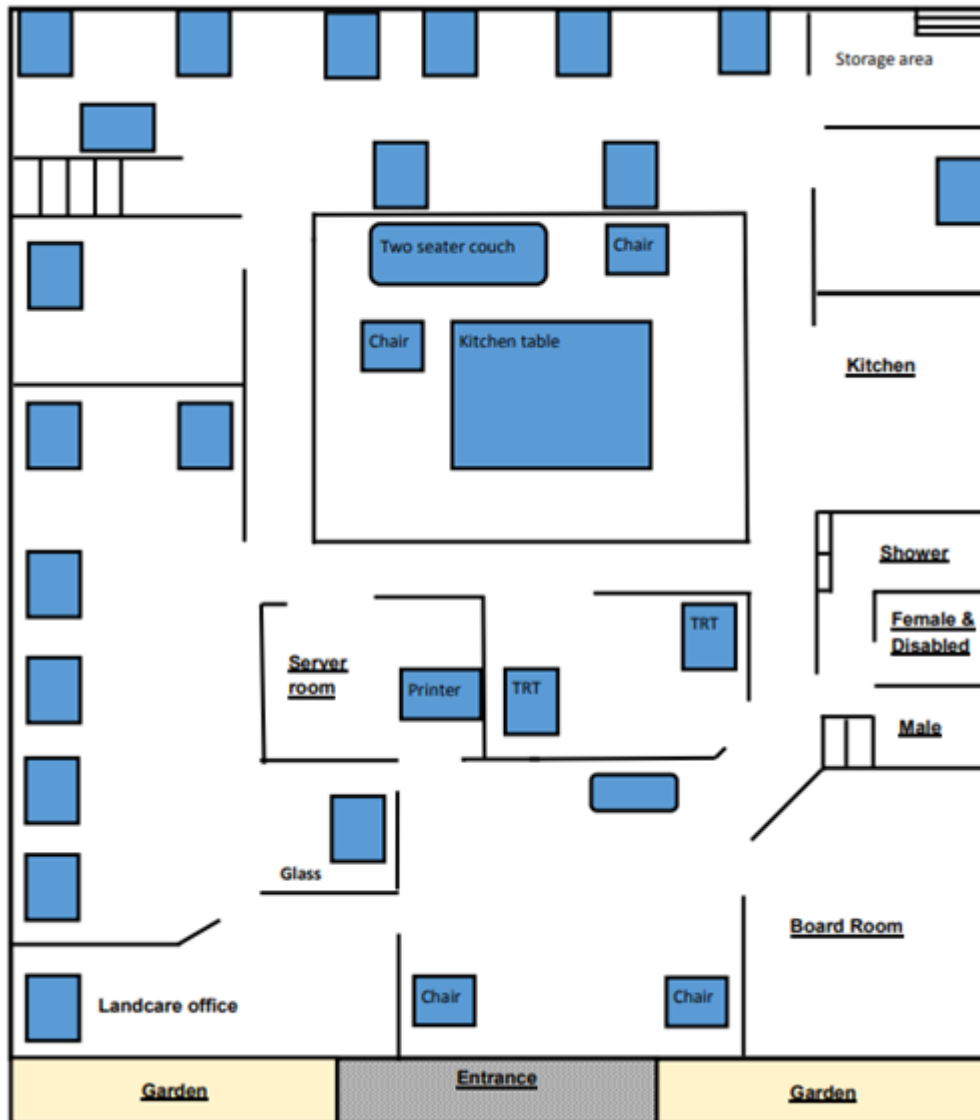 Storage area
Two seater couch
Chair
Chair
Kitchen table
Kitchen
Shower
Female &
Disabled
TRT
Server
room
Printer
TRT
Male
Glass
Board Room
Landcare office
Chair
Chair
Garden
Entrance
Garden